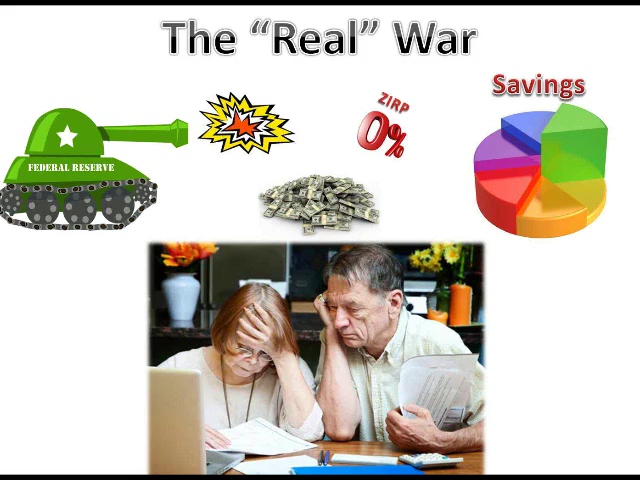 The “Real” War
Savings
ZIRP
0%
FEDERAL RESERVE